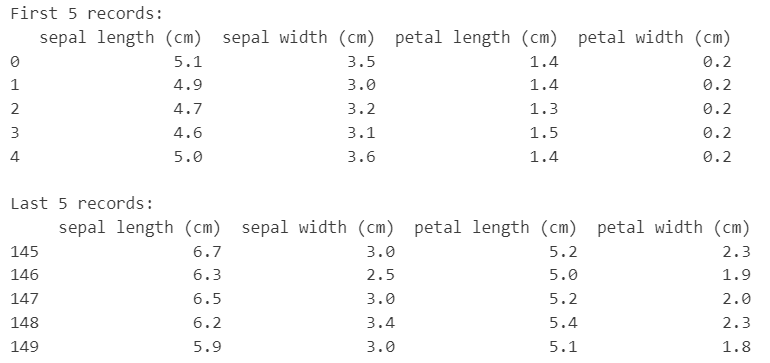 First 5 records:
sepal length (cm) sepal width (cm) petal length (cm) petal width (cm)
0 5.1 3.5 1.4 0.2
1 4.9 3.0 1.4 0.2
2 4.7 3.2 1.3 0.2
3 4.6 3.1 1.5 0.2
4 5.0 3.6 1.4 0.2
Last 5 records:
sepal length (cm) sepal width (cm) petal length (cm) petal width (cm)
145 6.7 3.0 5.2 2.3
146 6.3 2.5 5.0 1.9
147 6.5 3.0 5.2 2.0
148 6.2 3.4 5.4 2.3
149 5.9 3.0 5.1 1.8